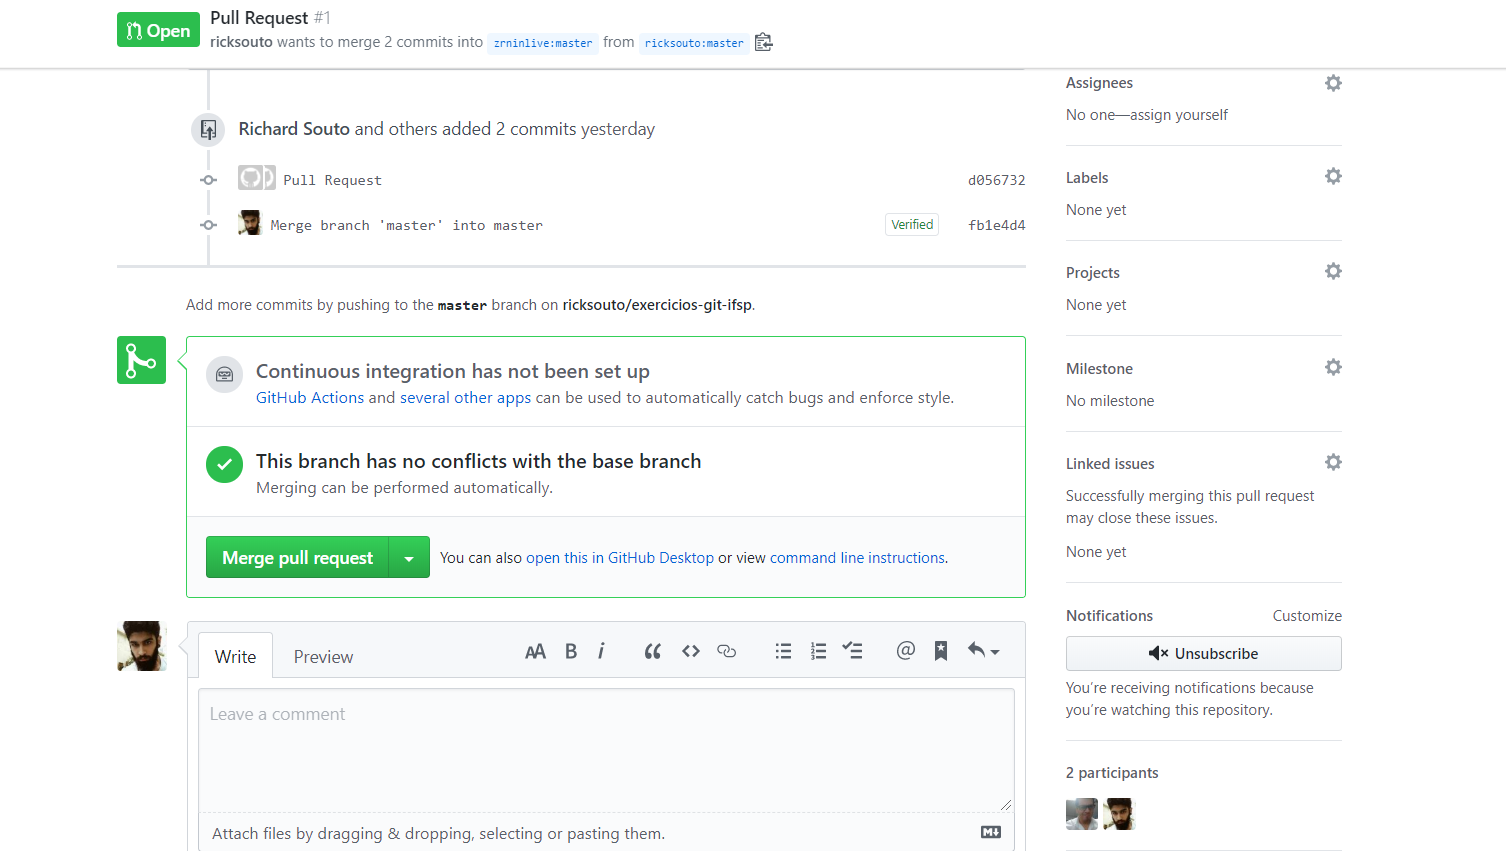 Open
Pull Request #1
ricksouto wants to merge 2 commits into zrninlive:master from ricksouto:master
Richard Souto and others added 2 commits yesterday
Pull Request d056732
Merge branch 'master' into master Verified fb1e4d4
Add more commits by pushing to the master branch on ricksouto/exercicios-git-ifsp.
Continuous integration has not been set up
GitHub Actions and several other apps can be used to automatically catch bugs and enforce style.
This branch has no conflicts with the base branch
Merging can be performed automatically.
Merge pull request You can also open this in GitHub Desktop or view command line instructions.
Write Preview
Leave a comment
Attach files by dragging & dropping, selecting or pasting them.
Assignees
No one—assign yourself
Labels
None yet
Projects
None yet
Milestone
No milestone
Linked issues
Successfully merging this pull request
may close these issues.
None yet
Notifications Customize
Unsubscribe
You're receiving notifications because
you're watching this repository.
2 participants